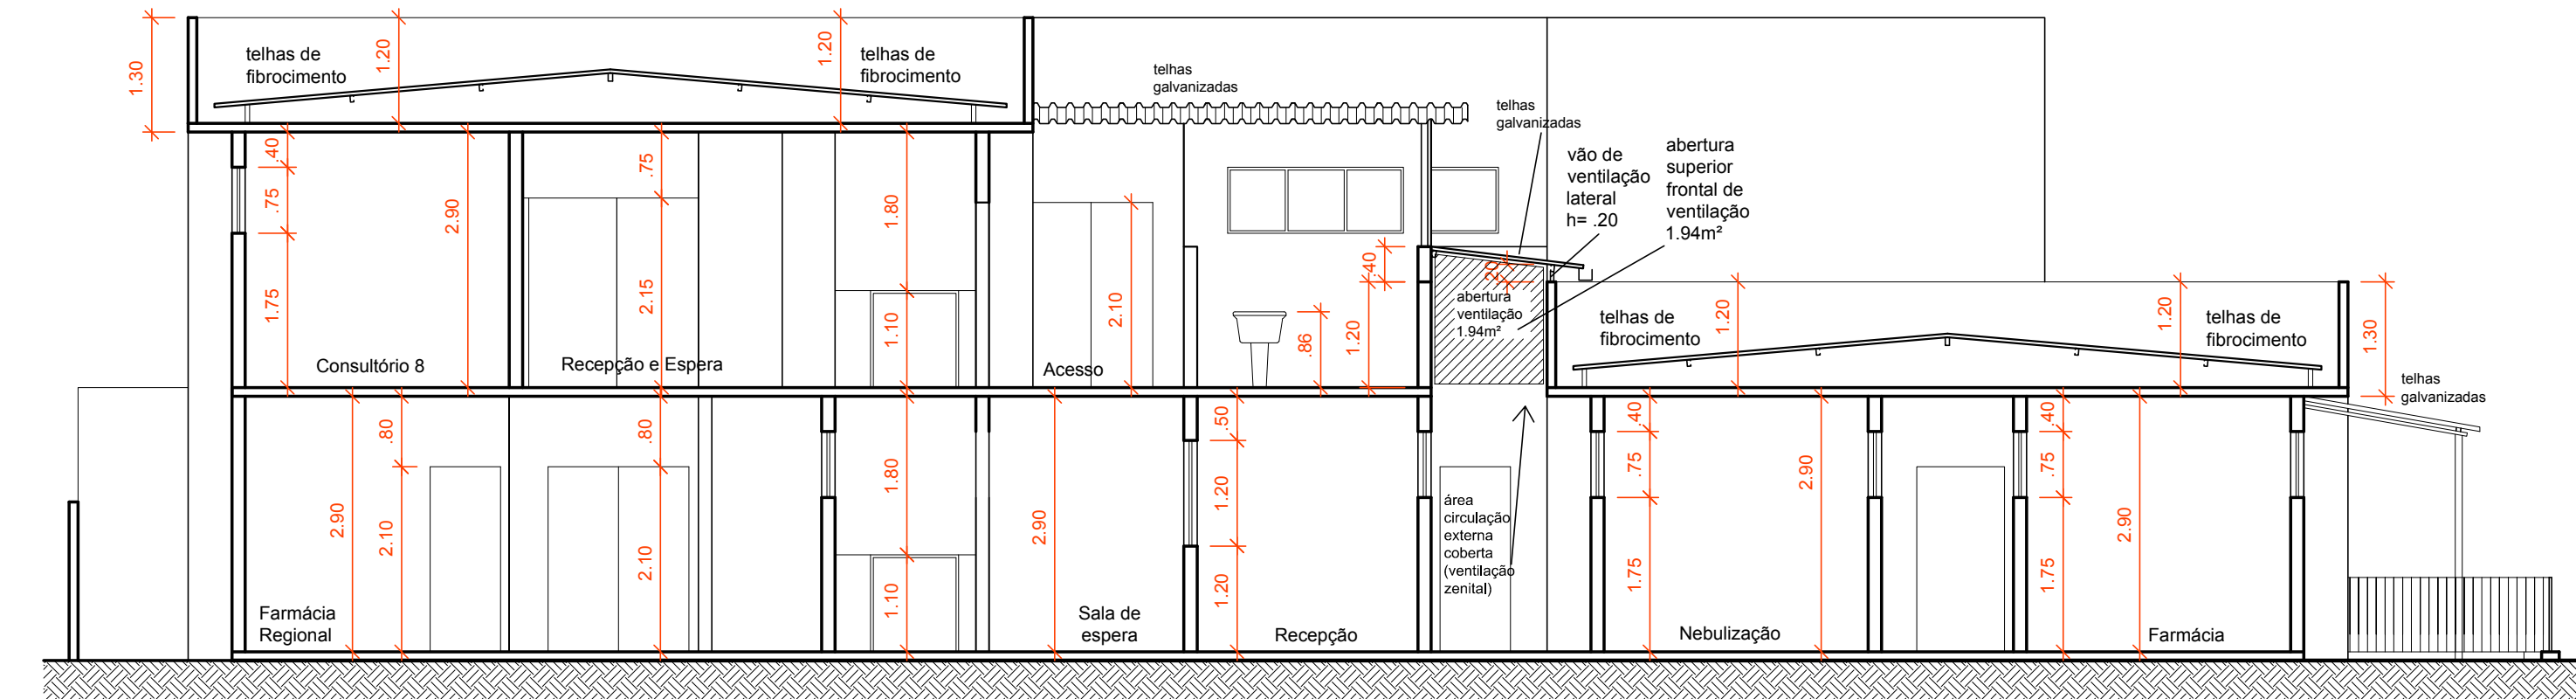 telhas de
fibrocimento
telhas de
fibrocimento
telhas
galvanizadas
telhas
galvanizadas
1.30
1.20
1.20
vão de
ventilação
lateral
h= .20
abertura
superior
frontal de
ventilação
1.94m²
.40
.75
1.75
2.90
.75
2.15
1.80
1.10
2.10
.86
1.20
.40
.20
abertura
ventilação
1.94m²
Consultório 8
Recepção e Espera
Acesso
telhas de
fibrocimento
1.20
1.20
telhas de
fibrocimento
1.30
telhas
galvanizadas
2.90
.80
2.10
.80
2.10
1.80
1.10
2.90
.50
1.20
1.20
área
circulação
externa
coberta
(ventilação
zenital)
.40
.75
1.75
2.90
.40
.75
1.75
2.90
Farmácia
Regional
Sala de
espera
Recepção
Nebulização
Farmácia